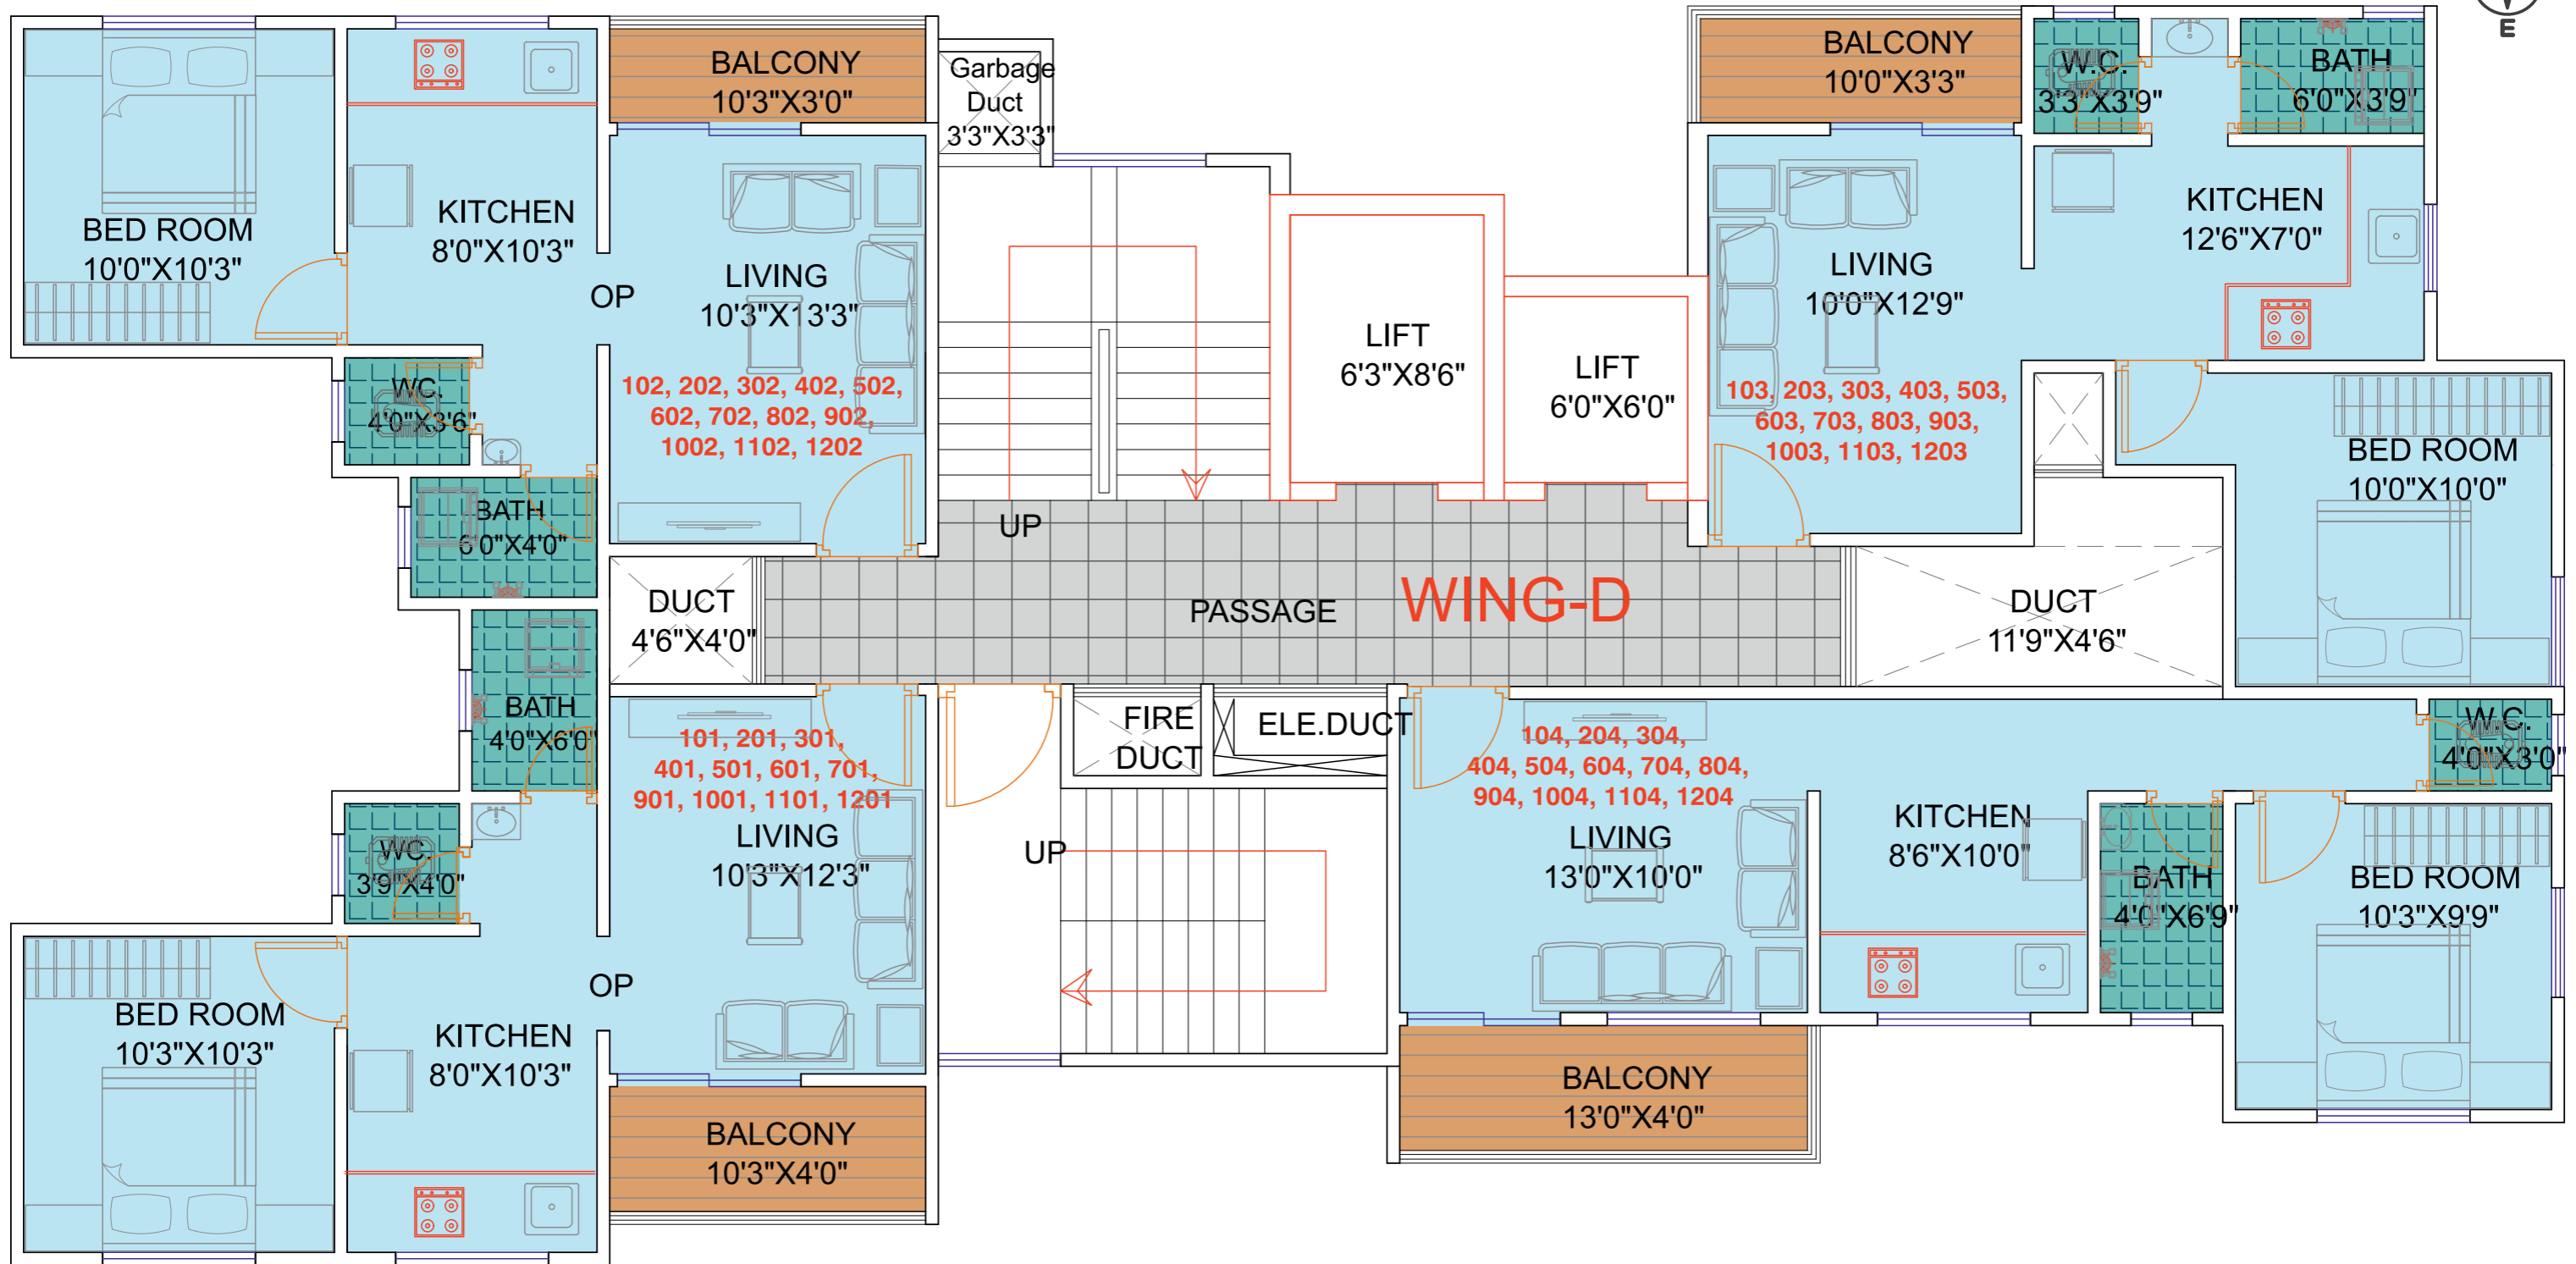 E
BALCONY
10'3"X3'0"
Garbage
Duct
3'3"X3'3"
BALCONY
10'0"X3'3"
W.C.
3'3"X3'9"
BATH
6'0"X3'9"
BED ROOM
10'0"X10'3"
KITCHEN
8'0"X10'3"
OP
LIVING
10'3"X13'3"
102, 202, 302, 402, 502,
602, 702, 802, 902,
1002, 1102, 1202
LIFT
6'3"X8'6"
LIFT
6'0"X6'0"
LIVING
10'0"X12'9"
103, 203, 303, 403, 503,
603, 703, 803, 903,
1003, 1103, 1203
KITCHEN
12'6"X7'0"
BED ROOM
10'0"X10'0"
WC.
4'0"X3'6"
BATH
6'0"X4'0"
UP
DUCT
4'6"X4'0"
PASSAGE
WING-D
DUCT
11'9"X4'6"
BATH
4'0"X6'0"
WC.
3'9"X4'0"
101, 201, 301,
401, 501, 601, 701,
901, 1001, 1101, 1201
LIVING
10'3"X12'3"
FIRE
DUCT
ELE.DUCT
UP
104, 204, 304,
404, 504, 604, 704, 804,
904, 1004, 1104, 1204
LIVING
13'0"X10'0"
KITCHEN
8'6"X10'0"
W.C.
4'0"X3'0"
BATH
4'0"X6'9"
BED ROOM
10'3"X9'9"
OP
BED ROOM
10'3"X10'3"
KITCHEN
8'0"X10'3"
BALCONY
10'3"X4'0"
BALCONY
13'0"X4'0"